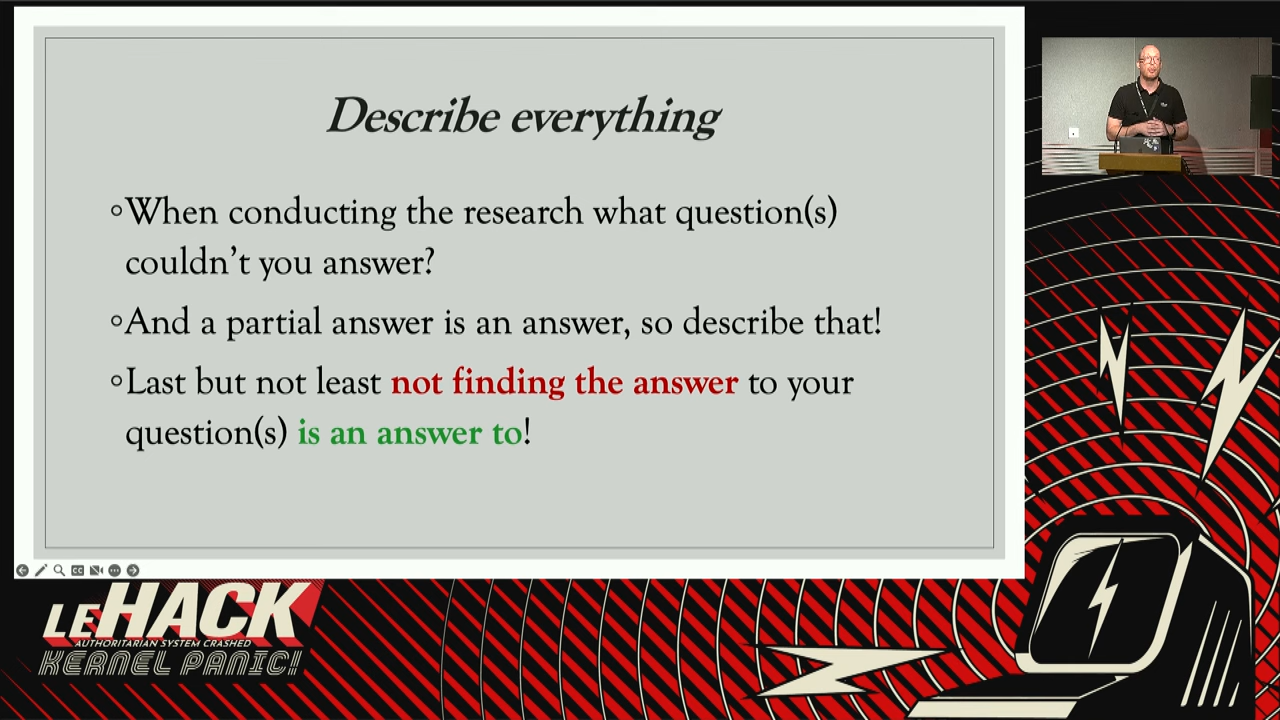 Describe everything
When conducting the research what question(s)
couldn't you answer?
And a partial answer is an answer, so describe that!
Last but not least not finding the answer to your
question(s) is an answer to!
CC
LEHACK
AUTHORITARIAN SYSTEM CRASHED
KERNEL PANIC!